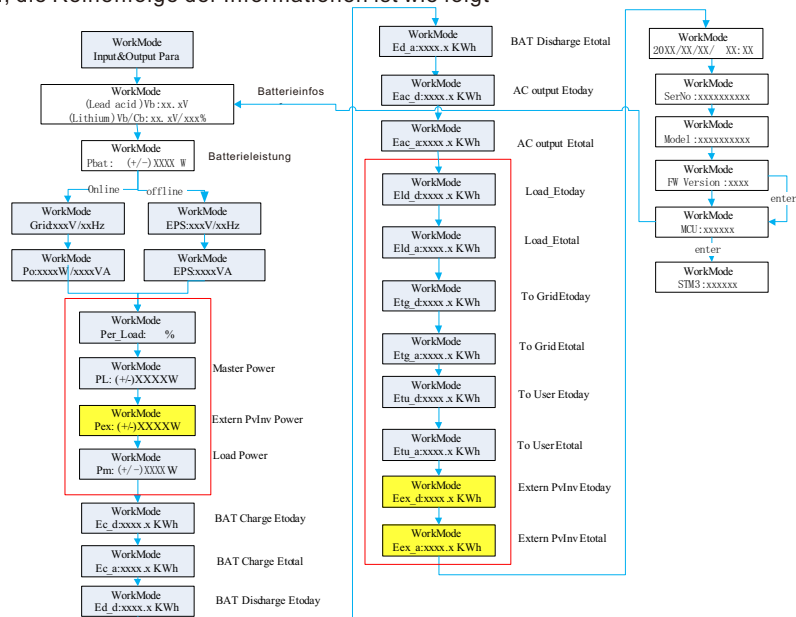 , die Reihenfolge der Informationen ist wie folgt
WorkMode
Input&Output Para
WorkMode
(Lead acid)Vb:xx.xV
(Lithium)Vb/Cb:xx.xV/xxx%
Batterieinfos
WorkMode
Pbat: (+/-)XXXX W
Batterieleistung
Online
offline
WorkMode
Grid:xxxV/xxHz
WorkMode
EPS:xxxV/xxHz
WorkMode
Po:xxxxW/xxxxVA
WorkMode
EPS:xxxxVA
WorkMode
Per_Load: %
WorkMode
PL: (+/-)XXXXW
Master Power
WorkMode
Pex: (+/-)XXXXW
Extern PvInv Power
WorkMode
Pm: (+/-)XXXX W
Load Power
WorkMode
Ec_d:xxxx.x KWh
BAT Charge Etoday
WorkMode
Ec_a:xxxx.x KWh
BAT Charge Etotal
WorkMode
Ed_d:xxxx.x KWh
BAT Discharge Etoday
WorkMode
Ed_a:xxxx.x KWh
BAT Discharge Etotal
WorkMode
Eac_d:xxxx.x KWh
AC output Etoday
WorkMode
Eac_a:xxxx.x KWh
AC output Etotal
WorkMode
Eld_d:xxxx.x KWh
Load_Etoday
WorkMode
Eld_a:xxxx.x KWh
Load_Etotal
WorkMode
Etg_d:xxxx.x KWh
To Grid Etoday
WorkMode
Etg_a:xxxx.x KWh
To Grid Etotal
WorkMode
Etu_d:xxxx.x KWh
To User Etoday
WorkMode
Etu_a:xxxx.x KWh
To User Etotal
WorkMode
Eex_d:xxxx.x KWh
Extern PvInv Etoday
WorkMode
Eex_a:xxxx.x KWh
Extern PvInv Etotal
WorkMode
20XX/XX/XX/ XX:XX
WorkMode
SerNo:xxxxxxxxxx
WorkMode
Model:xxxxxxxxxx
WorkMode
FW Version:xxxx
enter
WorkMode
MCU:xxxxxx
enter
WorkMode
STM3:xxxxxx